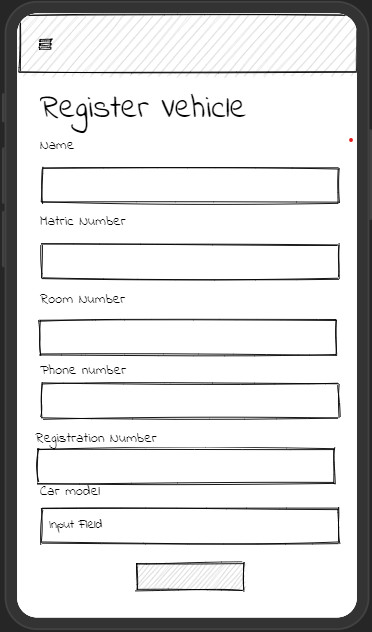 Register Vehicle
Name
Matric Number
Room Number
Phone number
Registration Number
Car model
Input Field